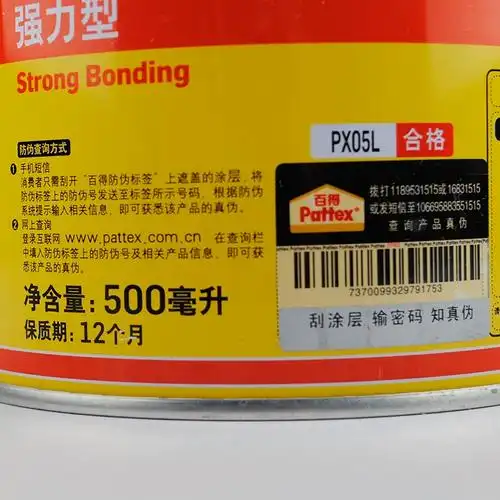 强力型
Strong Bonding
防伪查询方式
❶ 手机短信
消费者只需刮开“百得防伪标签”上遮盖的涂层,将
防伪标签上的防伪号发送至标签所示号码,根据防伪
系统提示输入相关信息,即可获悉该产品的真伪。
❷ 网上查询
登录互联网 www.pattex.com.cn 在查询栏
中填入防伪标签上的防伪号及相关产品信息,即可获
悉该产品的真伪。
净含量: 500毫升
保质期: 12个月
PX05L 合格
百得
Pattex
拨打1189531515或16831515
或发短信至106695883551515
查询产品真伪
7370099329791753
刮涂层 输密码 知真伪